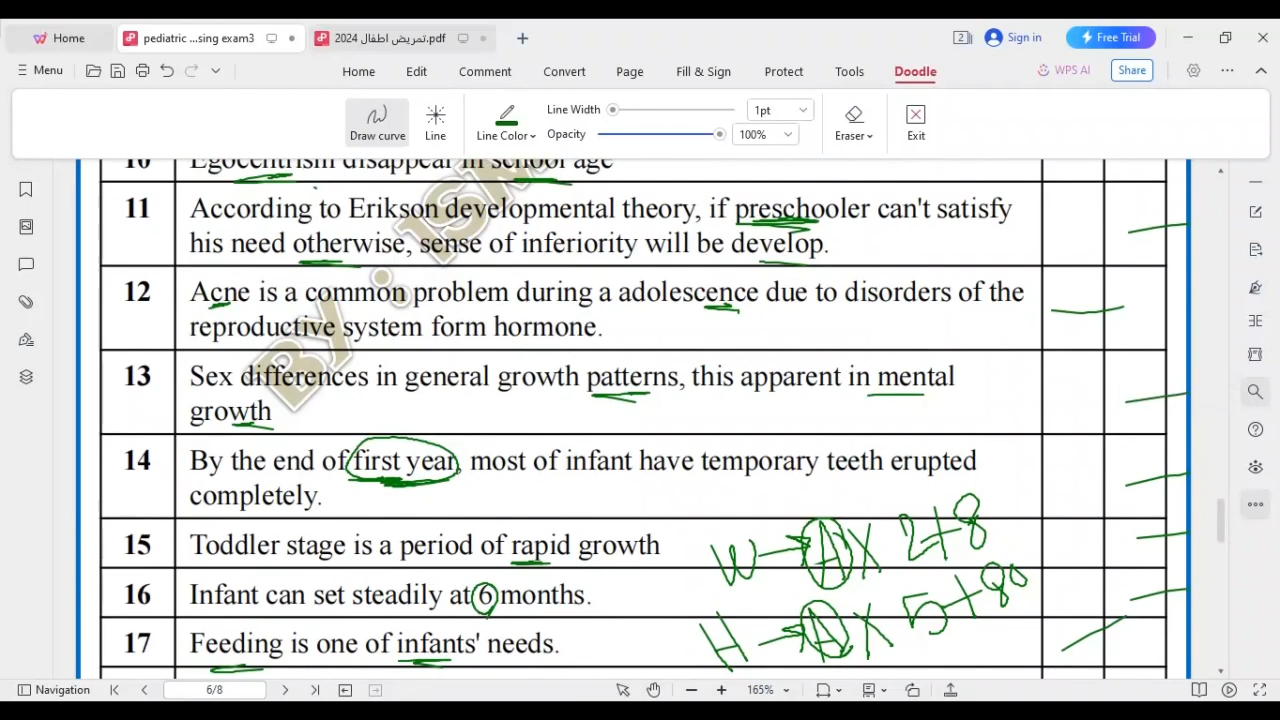 Home
pediatric ...sing exam3
تمريض اطفال 2024.pdf
2
Sign in
Free Trial
Menu
Home
Edit
Comment
Convert
Page
Fill & Sign
Protect
Tools
Doodle
WPS AI
Share
Draw curve
Line
Line Color
Line Width
1pt
Opacity
100%
Eraser
Exit
10 Egocentrism disappear in school age
11 According to Erikson developmental theory, if preschooler can't satisfy
his need otherwise, sense of inferiority will be develop.
12 Acne is a common problem during a adolescence due to disorders of the
reproductive system form hormone.
13 Sex differences in general growth patterns, this apparent in mental
growth
14 By the end of first year, most of infant have temporary teeth erupted
completely.
15 Toddler stage is a period of rapid growth
W → A X 2+8
16 Infant can set steadily at 6 months.
H → A X 5+80
17 Feeding is one of infants' needs.
Navigation
6/8
165%